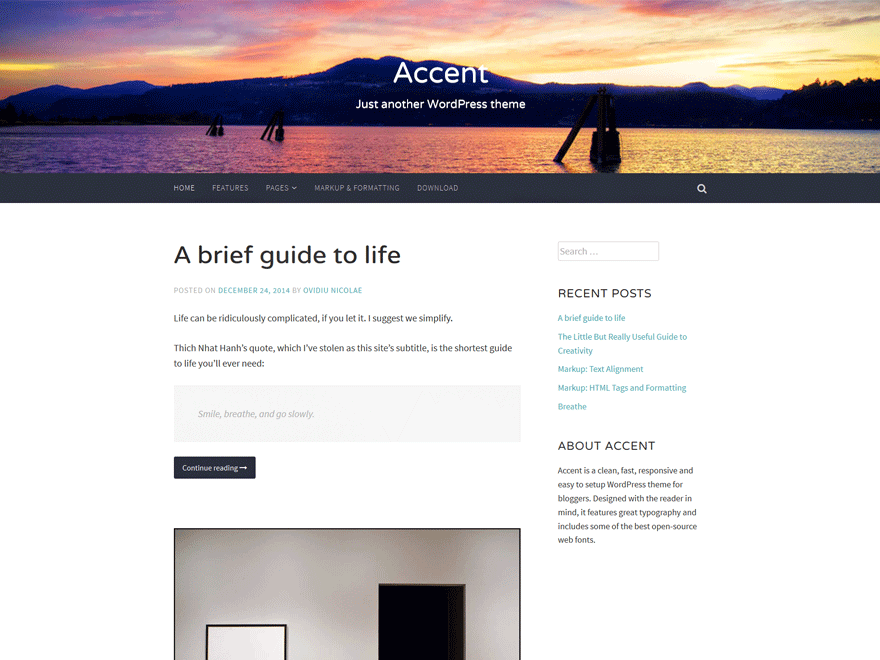 Accent
Just another WordPress theme
HOME FEATURES PAGES MARKUP & FORMATTING DOWNLOAD
A brief guide to life
POSTED ON DECEMBER 24, 2014 BY OVIDIU NICOLAE
Life can be ridiculously complicated, if you let it. I suggest we simplify.
Thich Nhat Hanh's quote, which I've stolen as this site's subtitle, is the shortest guide
to life you'll ever need:
Smile, breathe, and go slowly.
Continue reading →
Search …
RECENT POSTS
A brief guide to life
The Little But Really Useful Guide to
Creativity
Markup: Text Alignment
Markup: HTML Tags and Formatting
Breathe
ABOUT ACCENT
Accent is a clean, fast, responsive and
easy to setup WordPress theme for
bloggers. Designed with the reader in
mind, it features great typography and
includes some of the best open-source
web fonts.